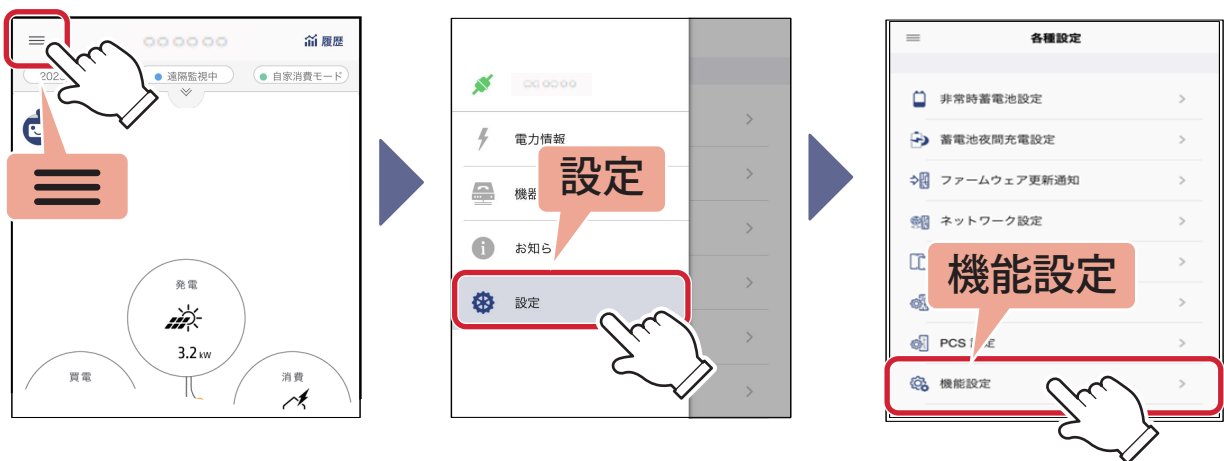 履歴
遠隔監視中
自家消費モード
発電
3.2 kW
買電
消費
電力情報
機器
設定
お知ら
設定
各種設定
非常時蓄電池設定
蓄電池夜間充電設定
ファームウェア更新通知
ネットワーク設定
機能設定
PCS
機能設定